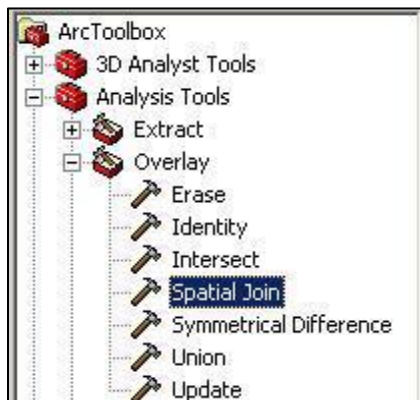 ArcToolbox
3D Analyst Tools
Analysis Tools
Extract
Overlay
Erase
Identity
Intersect
Spatial Join
Symmetrical Difference
Union
Update